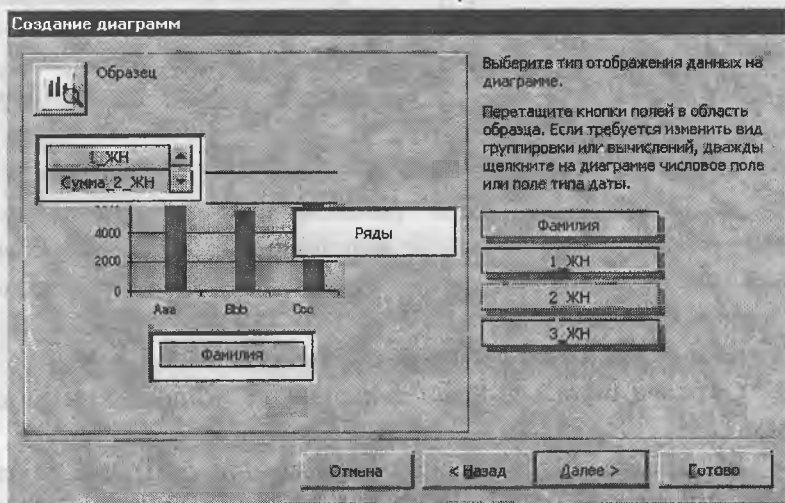 Создание диаграмм
Образец
1_ЖН
Сумма_2_ЖН
4000
2000
0
Aaa
Bbb
Ccc
Ряды
Фамилия
Выберите тип отображения данных на
диаграмме.
Перетащите кнопки полей в область
образца. Если требуется изменить вид
группировки или вычислений, дважды
щелкните на диаграмме числовое поле
или поле типа даты.
Фамилия
1_ЖН
2_ЖН
3_ЖН
Отмена
< Назад
Далее >
Готово